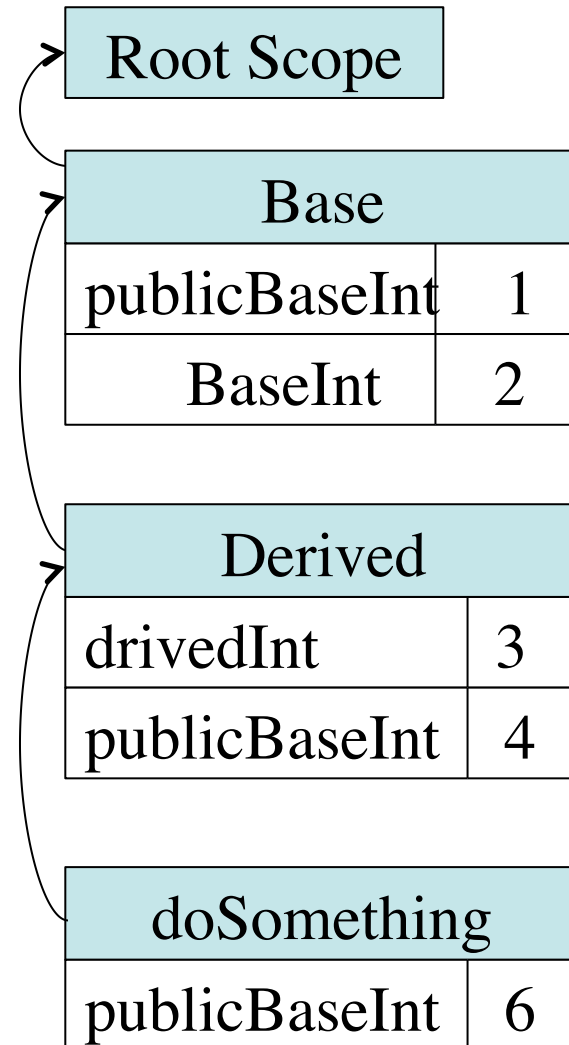 Root Scope
Base
publicBaseInt 1
BaseInt 2
Derived
drivedInt 3
publicBaseInt 4
doSomething
publicBaseInt 6